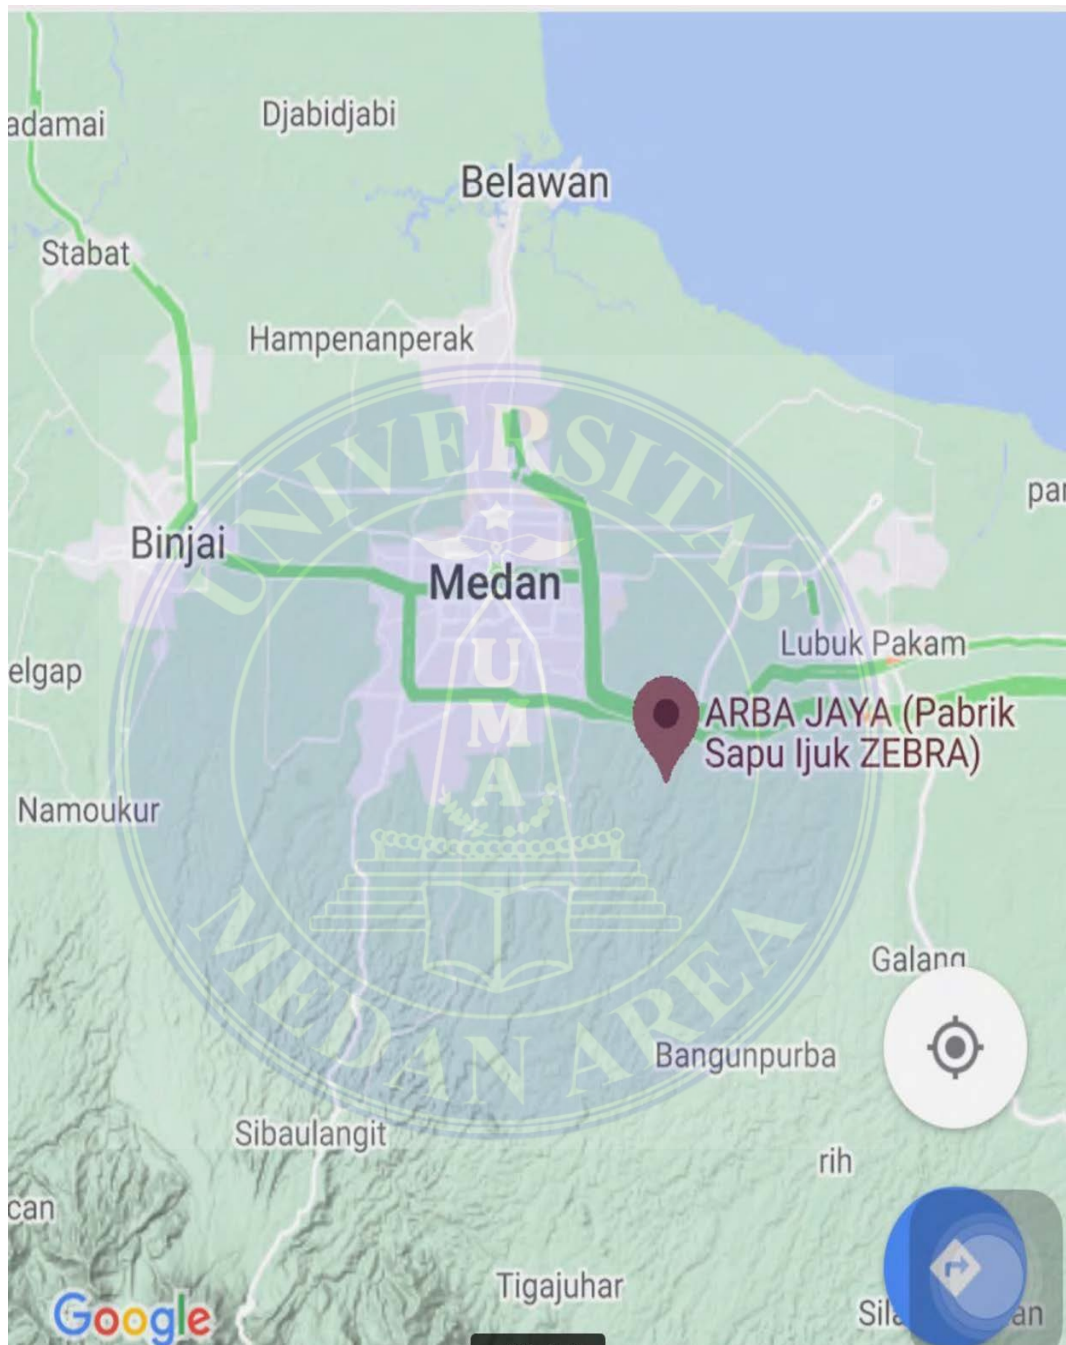 adamai
Djabidjabi
Belawan
Stabat
Hampenanperak
UNIVERSITAS
par
Binjai
Medan
Lubuk Pakam
elgap
UMA
ARBA JAYA (Pabrik
Sapu Ijuk ZEBRA)
Namoukur
Galang
MEDAN AREA
Bangunpurba
Sibaulangit
rih
can
Tigajuhar
Google